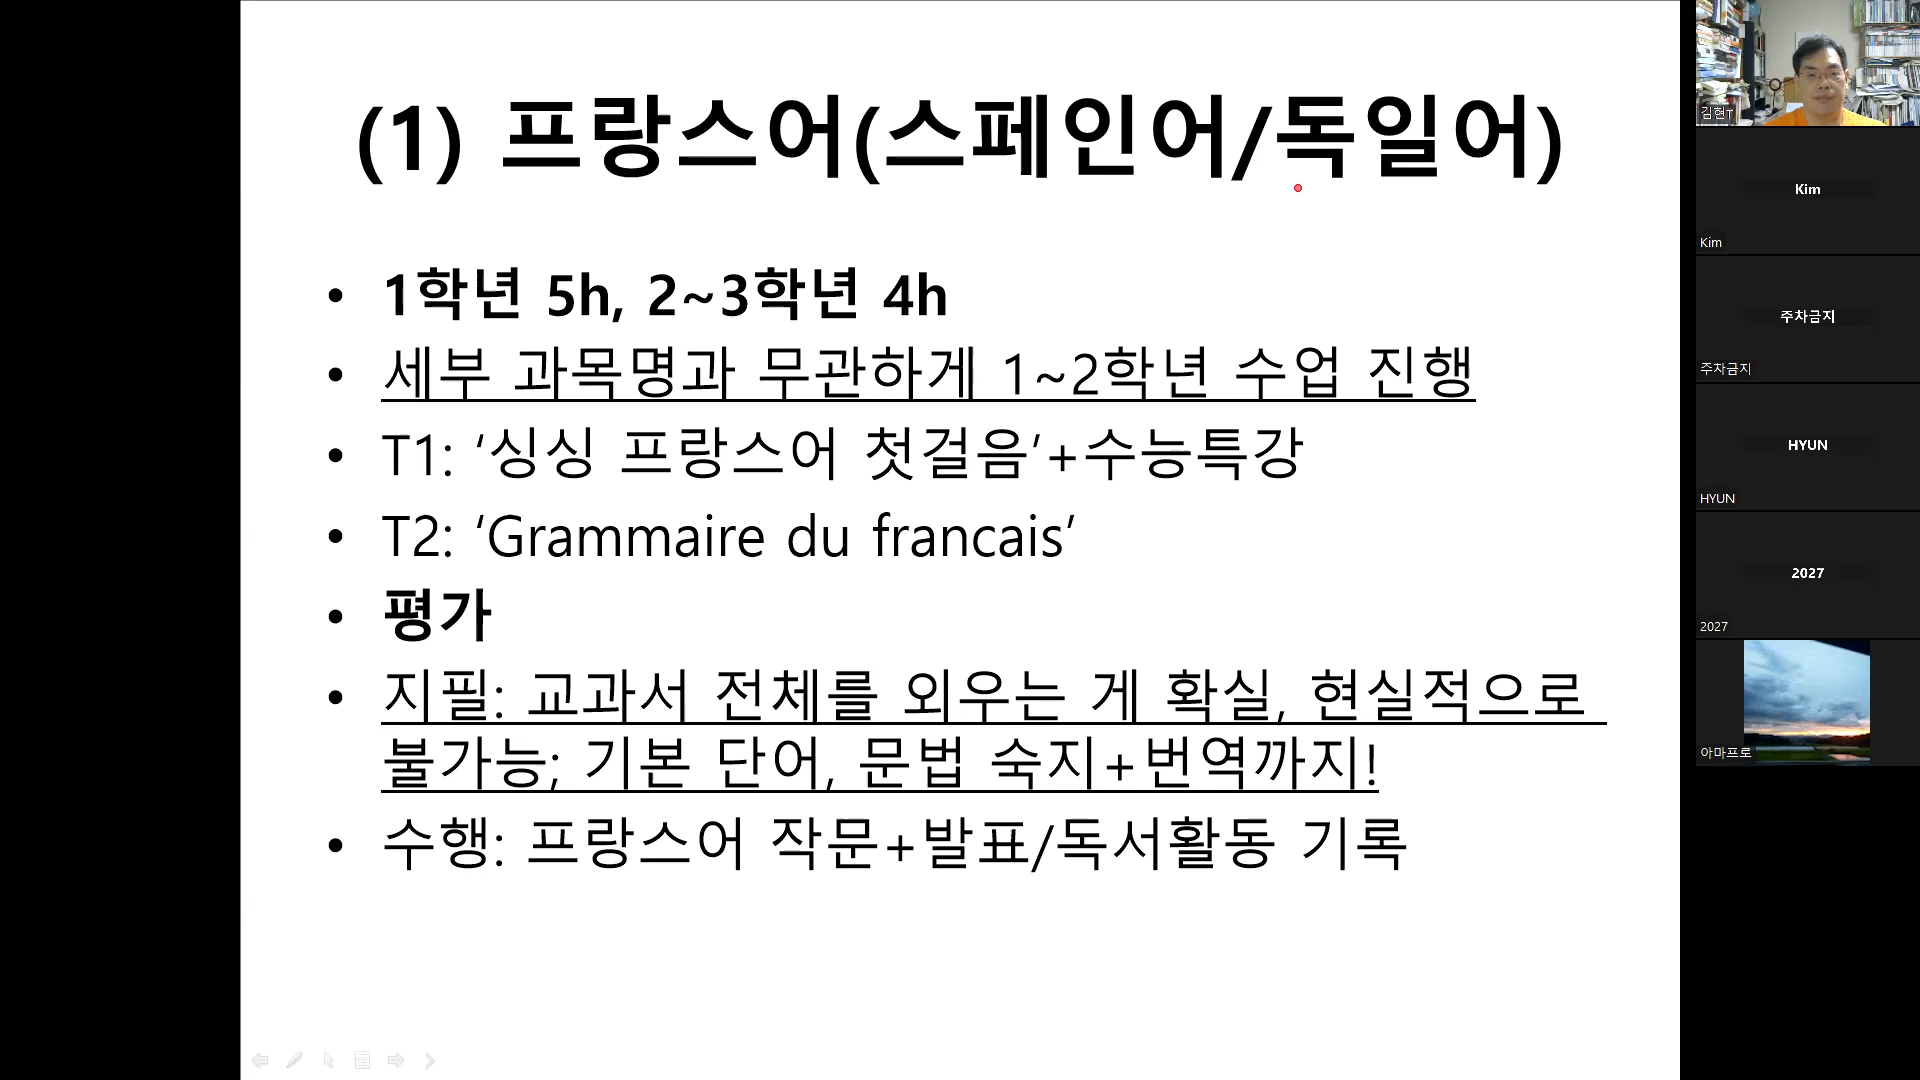 (1) 프랑스어(스페인어/독일어)
• 1학년 5h, 2~3학년 4h
• 세부 과목명과 무관하게 1~2학년 수업 진행
• T1: ‘싱싱 프랑스어 첫걸음’+수능특강
• T2: ‘Grammaire du francais’
• 평가
• 지필: 교과서 전체를 외우는 게 확실, 현실적으로
불가능; 기본 단어, 문법 숙지+번역까지!
• 수행: 프랑스어 작문+발표/독서활동 기록
김현T
Kim
Kim
주차금지
주차금지
HYUN
HYUN
2027
2027
아마프로